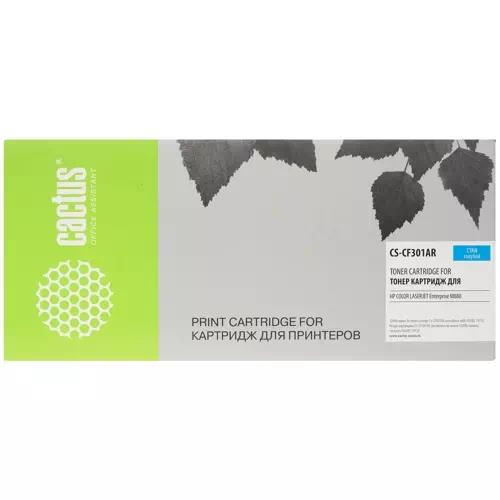 cactus®
OFFICE ASSISTANT
PRINT CARTRIDGE FOR
КАРТРИДЖ ДЛЯ ПРИНТЕРОВ
CS-CF301AR
CYAN
голубой
TONER CARTRIDGE FOR
ТОНЕР КАРТРИДЖ ДЛЯ
HP COLOR LASERJET Enterprise M880